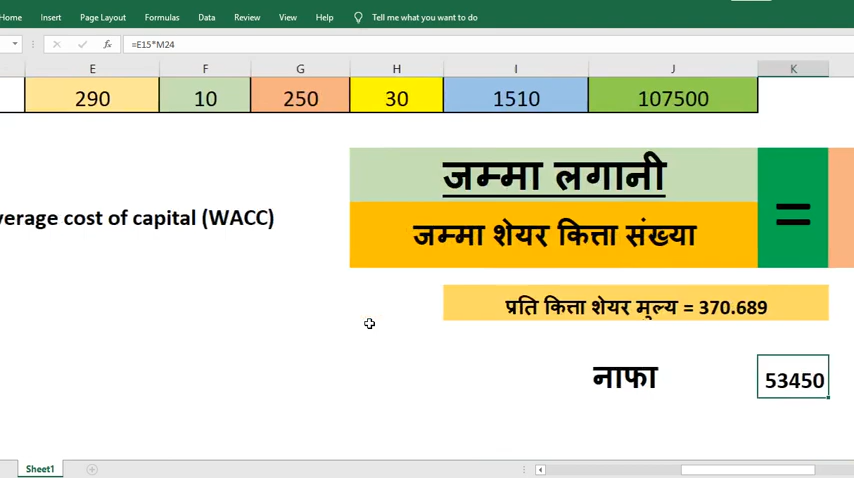 Home Insert Page Layout Formulas Data Review View Help Tell me what you want to do
fx =E15*M24
E F G H I J K
290 10 250 30 1510 107500
जम्मा लगानी
=
verage cost of capital (WACC)
जम्मा शेयर कित्ता संख्या
प्रति कित्ता शेयर मूल्य = 370.689
नाफा 53450
Sheet1